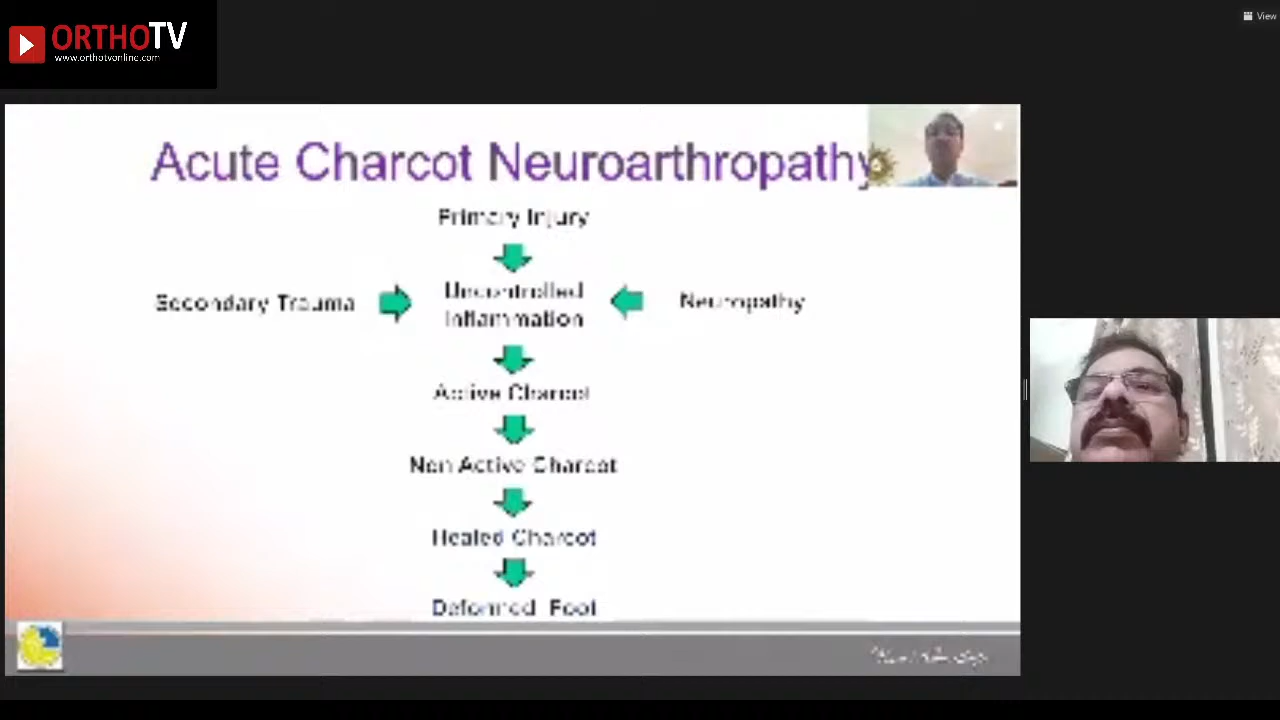 ORTHOTV
www.orthotvonline.com
View
Acute Charcot Neuroarthropathy
Primary Injury
Secondary Trauma
Uncontrolled
Inflammation
Neuropathy
Active Charcot
Non Active Charcot
Healed Charcot
Deformed Foot